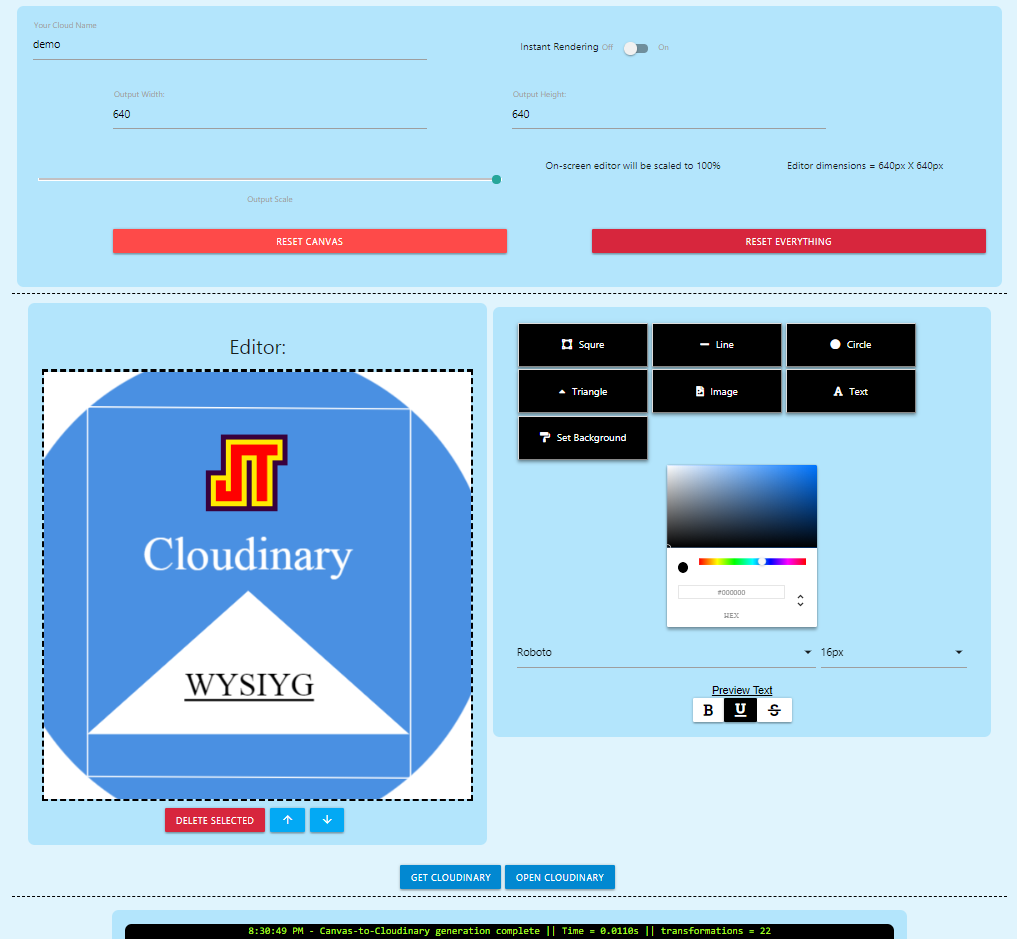 Your Cloud Name
demo
Instant Rendering Off On
Output Width:
640
Output Height:
640
On-screen editor will be scaled to 100%
Editor dimensions = 640px X 640px
Output Scale
RESET CANVAS
RESET EVERYTHING
Editor:
JT
Cloudinary
WYSIYG
DELETE SELECTED
Squre
Line
Circle
Triangle
Image
A Text
Set Background
#000000
HEX
Roboto
16px
Preview Text
B U S
GET CLOUDINARY
OPEN CLOUDINARY
8:30:49 PM - Canvas-to-Cloudinary generation complete || Time = 0.0110s || transformations = 22